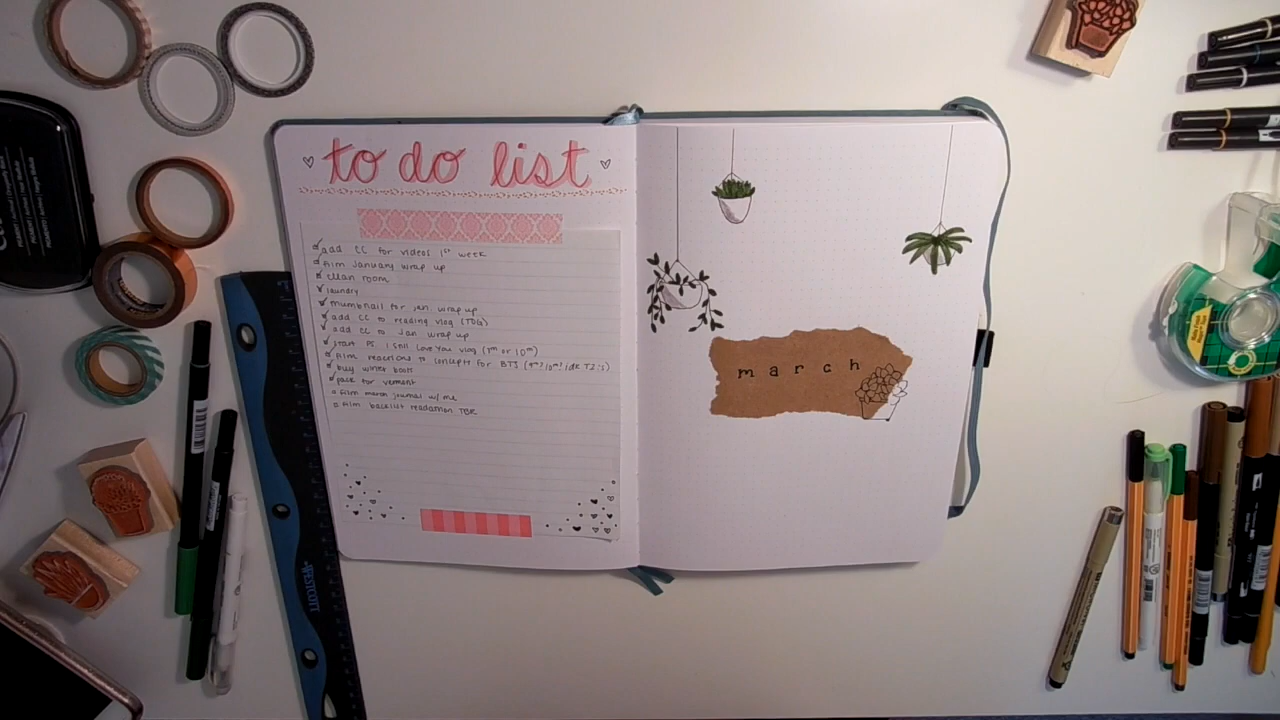 to do list
add CC for videos 1st week
film January wrap up
clean room
laundry
thumbnail for jan. wrap up
add CC to reading vlog (TOG)
add CC to Jan wrap up
start PS I Still Love You vlog
film reactions to concepts for BTS
buy winter boots
pack for vermont
film march journal w/ me
film backlist readathon TBR
march
WESTCOTT
PIGMENT